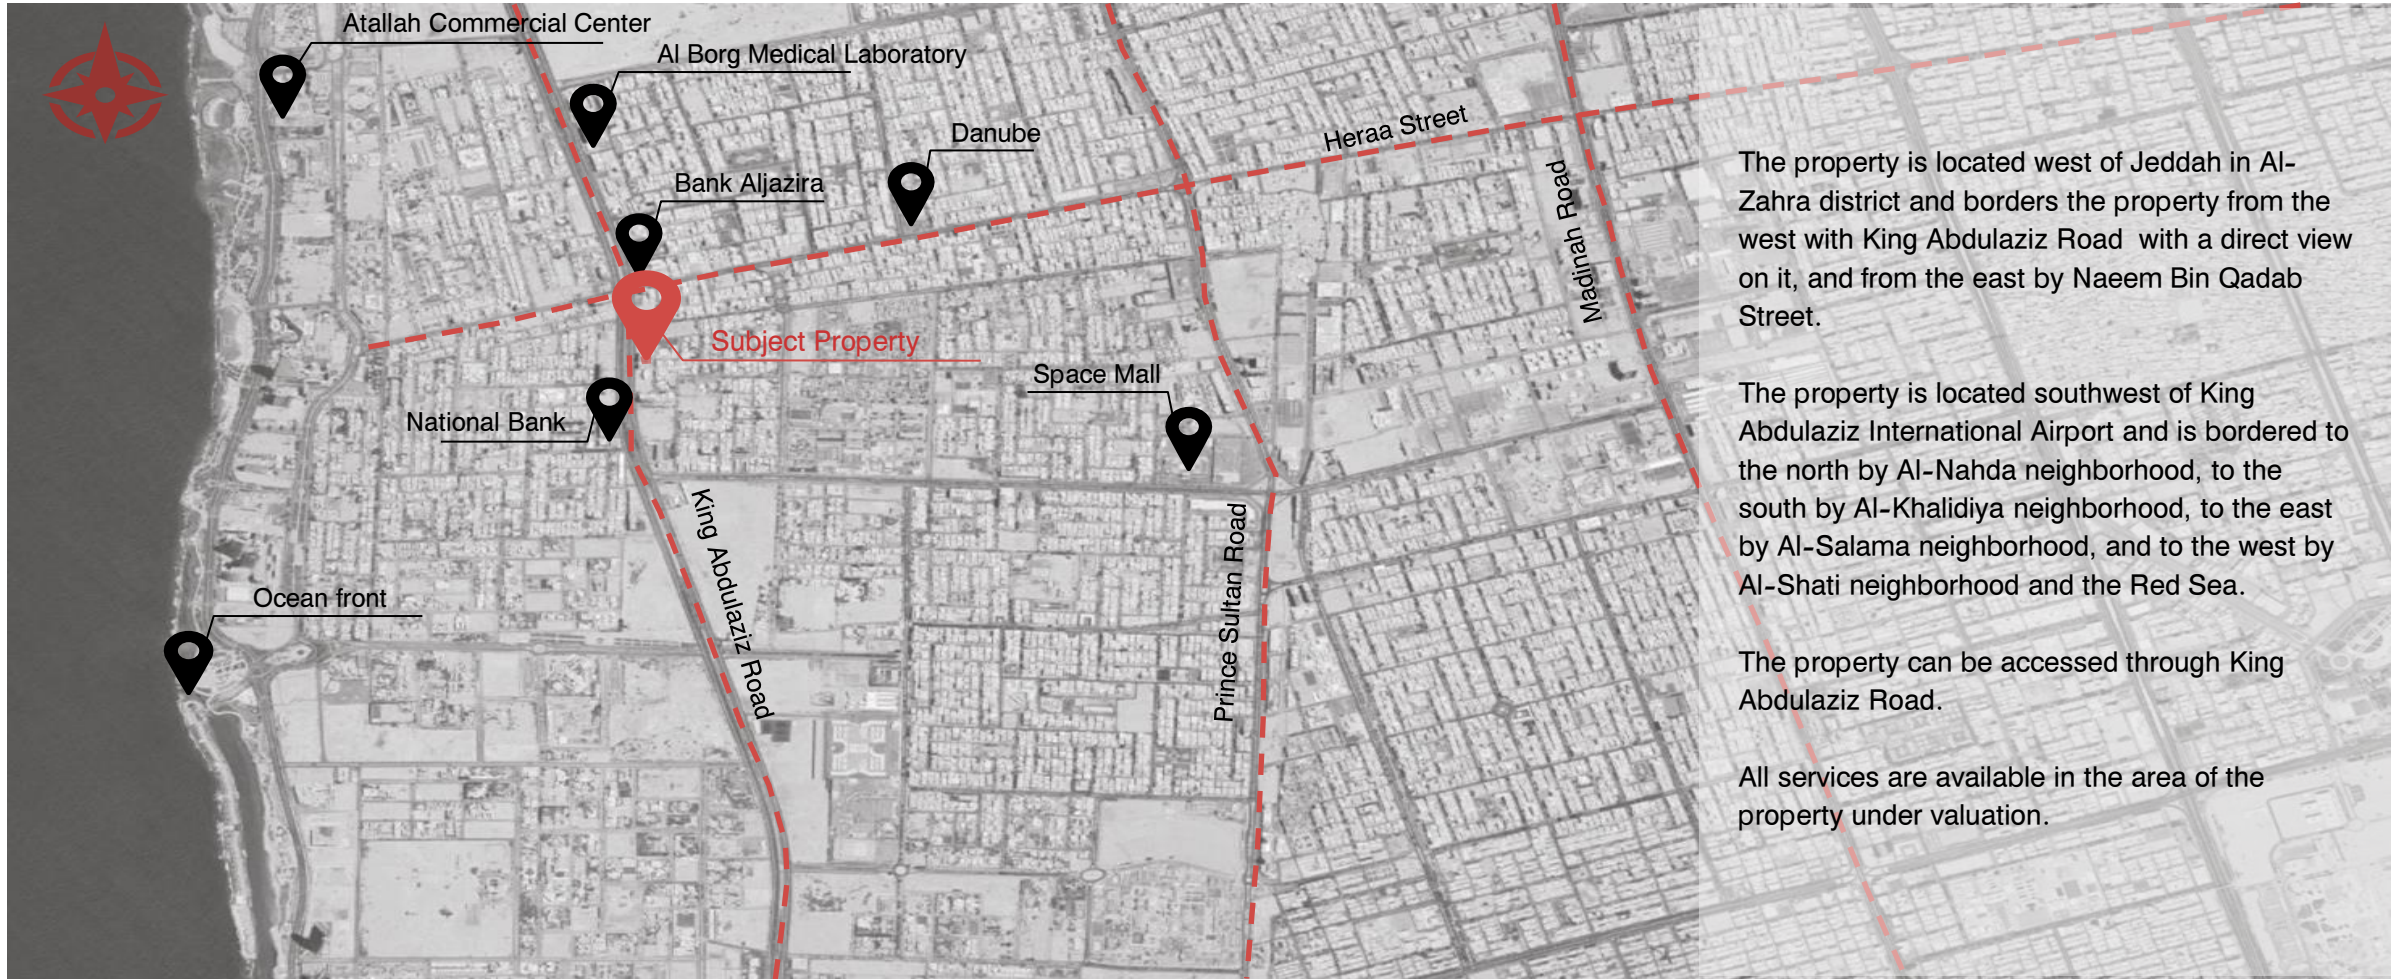 Atallah Commercial Center
Al Borg Medical Laboratory
Danube
Heraa Street
Bank Aljazira
Madinah Road
Subject Property
Space Mall
National Bank
King Abdulaziz Road
Prince Sultan Road
Ocean front
The property is located west of Jeddah in Al-
Zahra district and borders the property from the
west with King Abdulaziz Road  with a direct view
on it, and from the east by Naeem Bin Qadab
Street.
The property is located southwest of King
Abdulaziz International Airport and is bordered to
the north by Al-Nahda neighborhood, to the
south by Al-Khalidiya neighborhood, to the east
by Al-Salama neighborhood, and to the west by
Al-Shati neighborhood and the Red Sea.
The property can be accessed through King
Abdulaziz Road.
All services are available in the area of the
property under valuation.